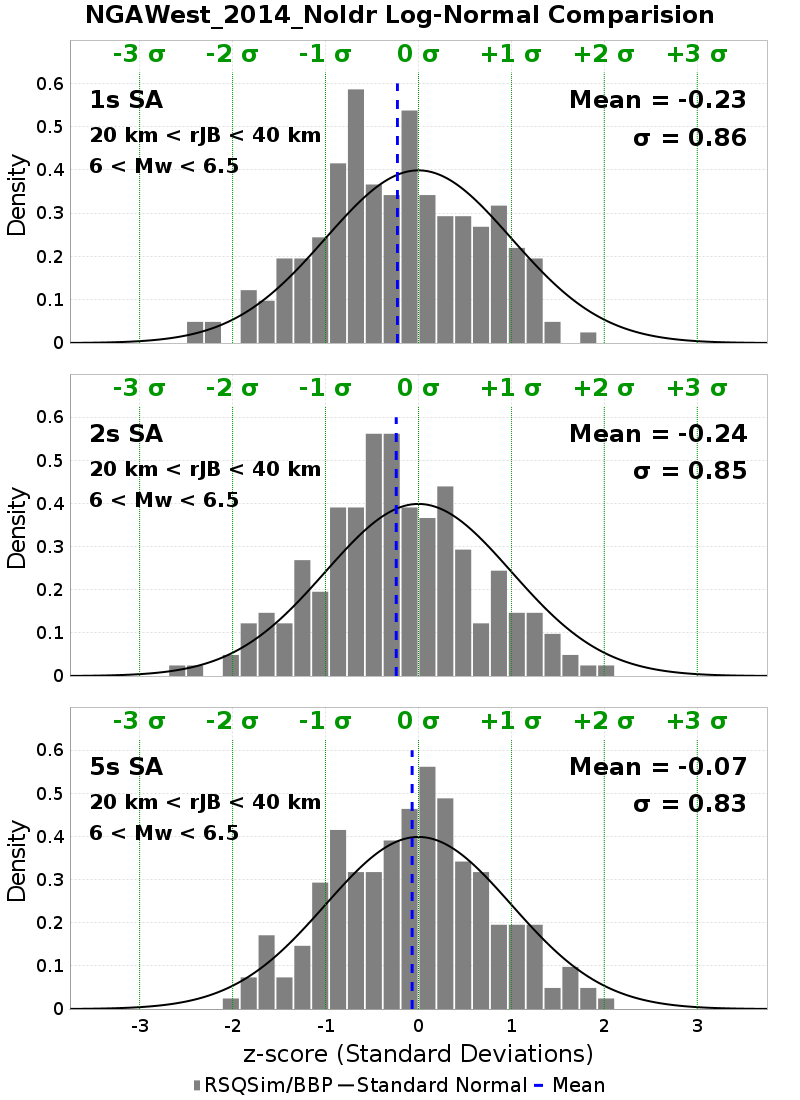 NGAWest_2014_NoIdr Log-Normal Comparision
-3 σ -2 σ -1 σ 0 σ +1 σ +2 σ +3 σ
1s SA
Mean = -0.23
20 km < rJB < 40 km
σ = 0.86
6 < Mw < 6.5
Density
0.6
0.5
0.4
0.3
0.2
0.1
0
-3 σ -2 σ -1 σ 0 σ +1 σ +2 σ +3 σ
2s SA
Mean = -0.24
20 km < rJB < 40 km
σ = 0.85
6 < Mw < 6.5
Density
0.6
0.5
0.4
0.3
0.2
0.1
0
-3 σ -2 σ -1 σ 0 σ +1 σ +2 σ +3 σ
5s SA
Mean = -0.07
20 km < rJB < 40 km
σ = 0.83
6 < Mw < 6.5
Density
0.6
0.5
0.4
0.3
0.2
0.1
0
-3 -2 -1 0 1 2 3
z-score (Standard Deviations)
RSQSim/BBP Standard Normal Mean